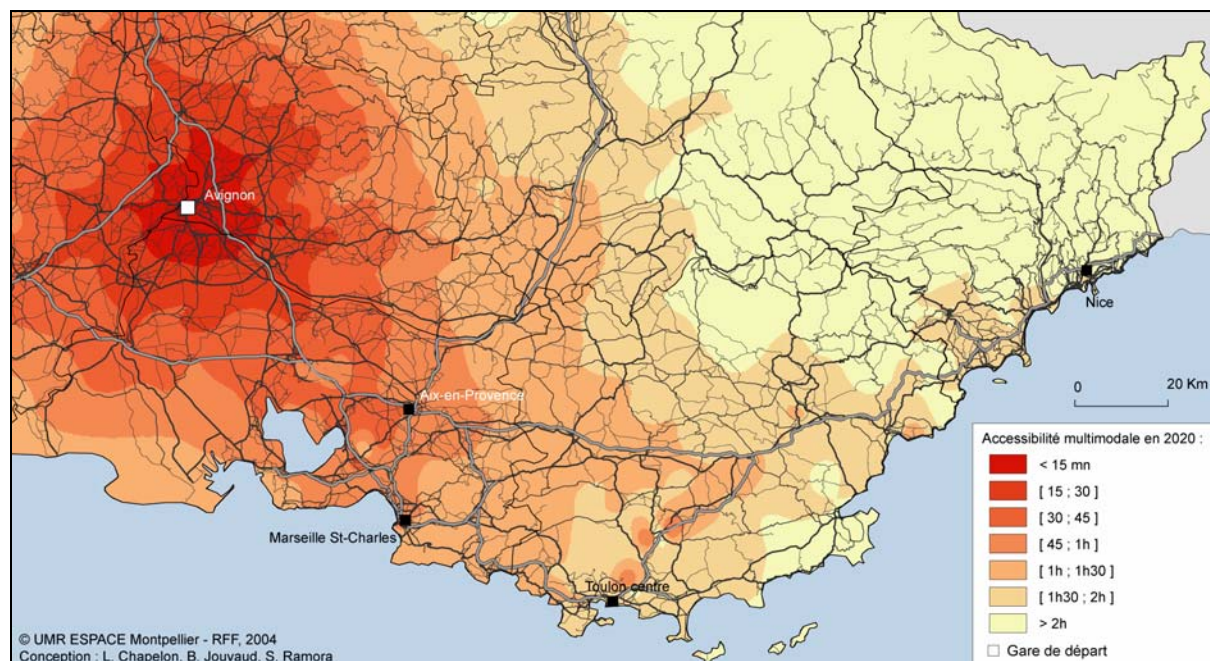 Avignon
Nice
0 20 Km
Aix-en-Provence
Marseille St-Charles
Toulon centre
Accessibilité multimodale en 2020 :
< 15 mn
[ 15 ; 30 ]
[ 30 ; 45 ]
[ 45 ; 1h ]
[ 1h ; 1h30 ]
[ 1h30 ; 2h ]
> 2h
Gare de départ
© UMR ESPACE Montpellier - RFF, 2004
Conception : L. Chapelon, B. Jouvaud, S. Ramora